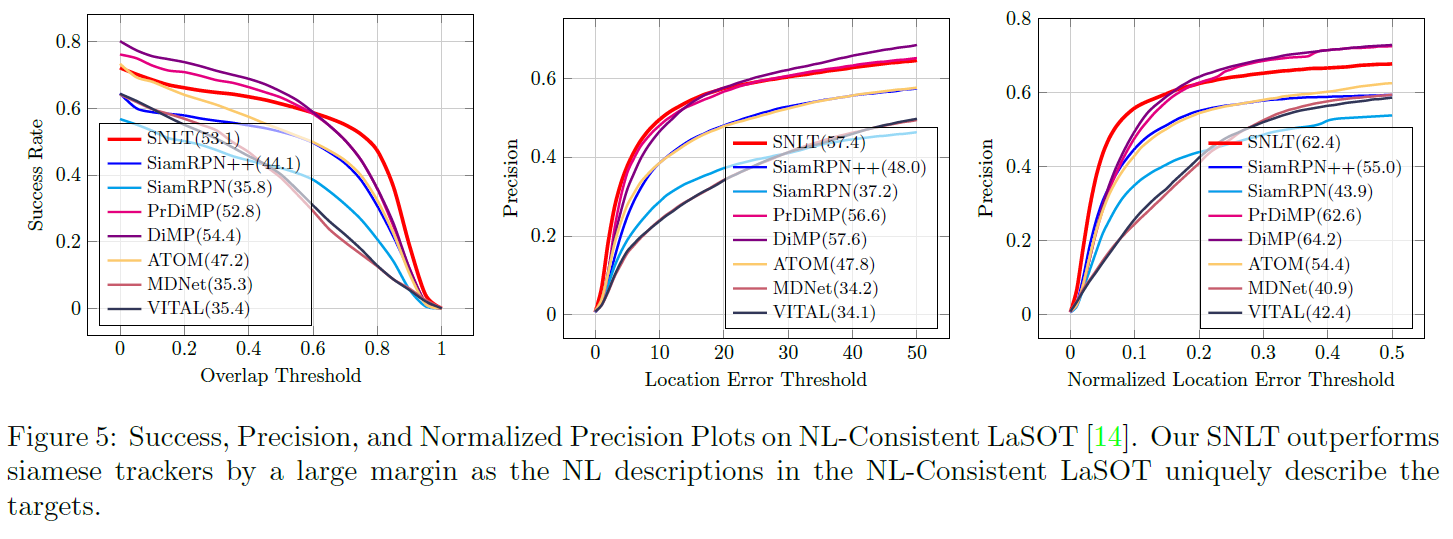 0.8
0.6
0.4
0.2
0
Success Rate
SNLT(53.1)
SiamRPN++(44.1)
SiamRPN(35.8)
PrDiMP(52.8)
DiMP(54.4)
ATOM(47.2)
MDNet(35.3)
VITAL(35.4)
0 0.2 0.4 0.6 0.8 1
Overlap Threshold
0.6
0.4
0.2
0
Precision
SNLT(57.4)
SiamRPN++(48.0)
SiamRPN(37.2)
PrDiMP(56.6)
DiMP(57.6)
ATOM(47.8)
MDNet(34.2)
VITAL(34.1)
0 10 20 30 40 50
Location Error Threshold
0.8
0.6
0.4
0.2
0
Precision
SNLT(62.4)
SiamRPN++(55.0)
SiamRPN(43.9)
PrDiMP(62.6)
DiMP(64.2)
ATOM(54.4)
MDNet(40.9)
VITAL(42.4)
0 0.1 0.2 0.3 0.4 0.5
Normalized Location Error Threshold
Figure 5: Success, Precision, and Normalized Precision Plots on NL-Consistent LaSOT [14]. Our SNLT outperforms
siamese trackers by a large margin as the NL descriptions in the NL-Consistent LaSOT uniquely describe the
targets.